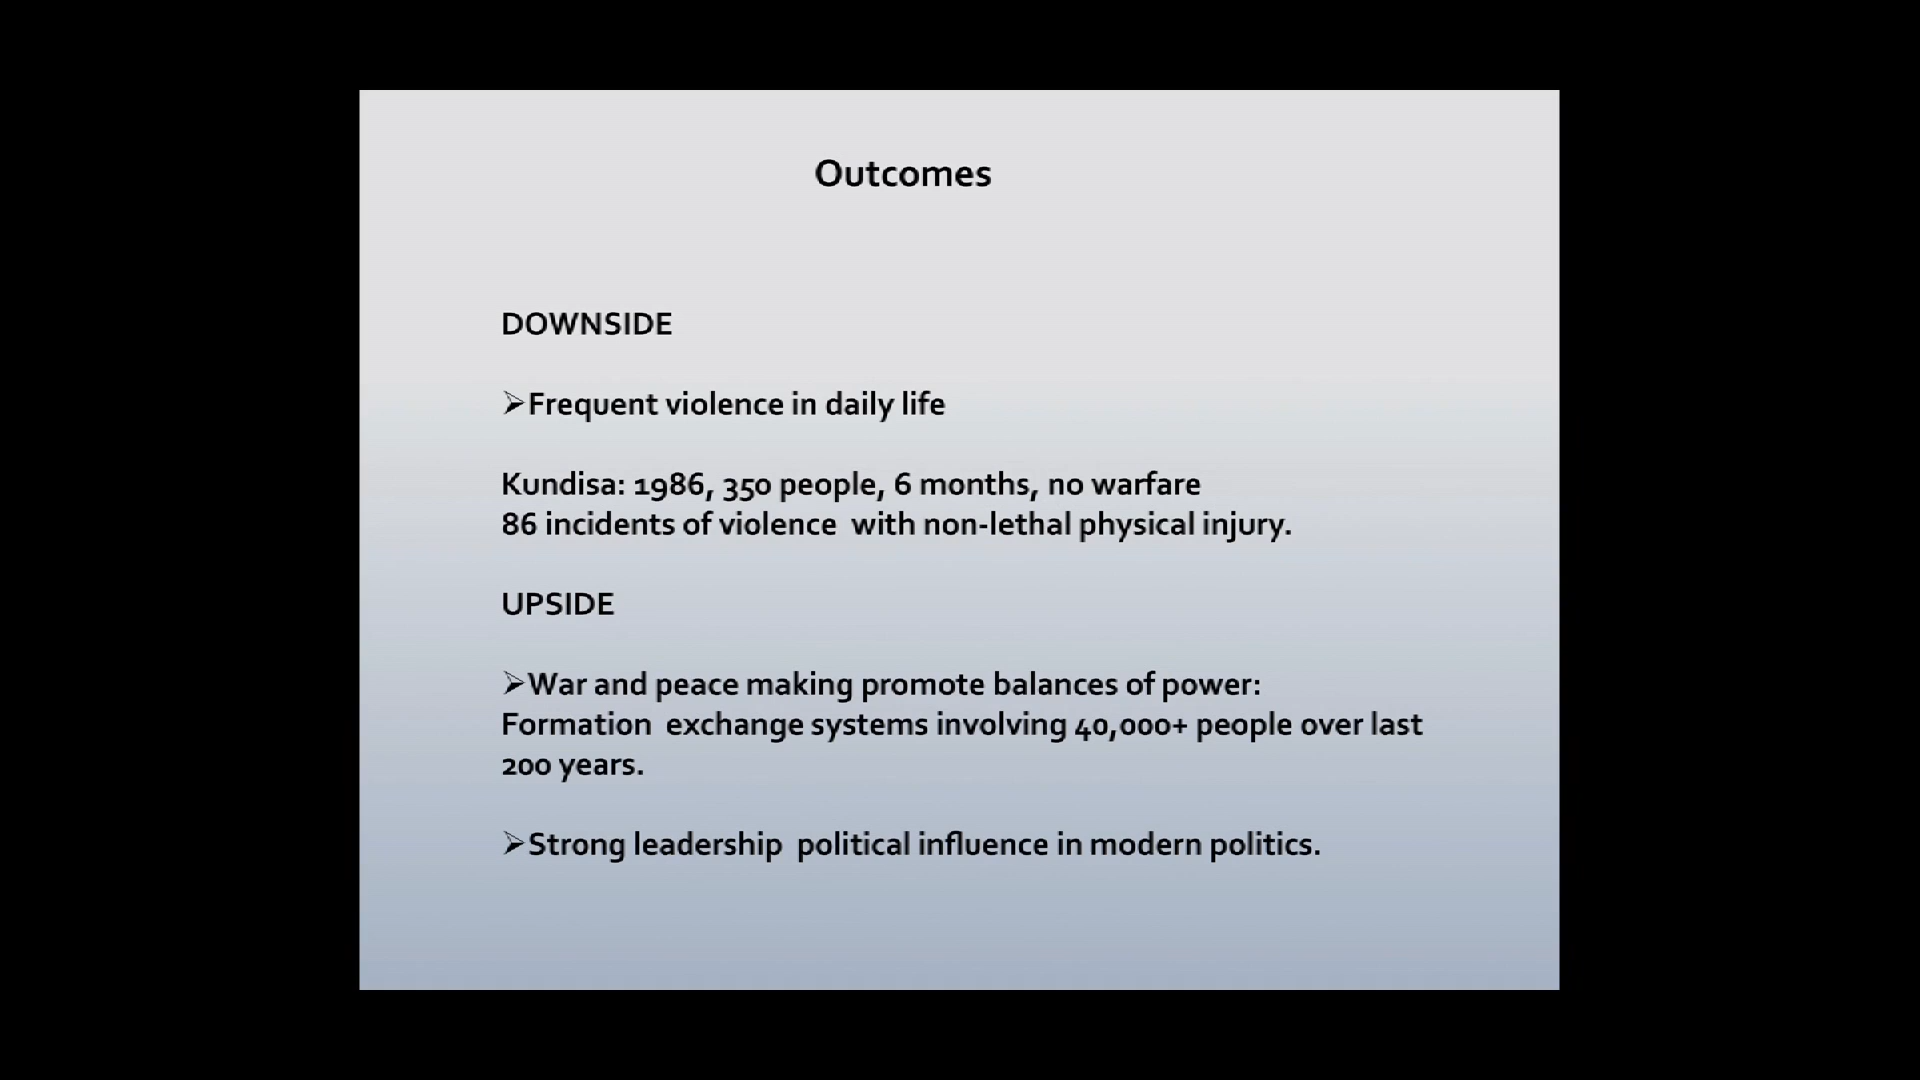 Outcomes
DOWNSIDE
➢Frequent violence in daily life
Kundisa: 1986, 350 people, 6 months, no warfare
86 incidents of violence  with non-lethal physical injury.
UPSIDE
➢War and peace making promote balances of power:
Formation  exchange systems involving 40,000+ people over last
200 years.
➢Strong leadership  political influence in modern politics.